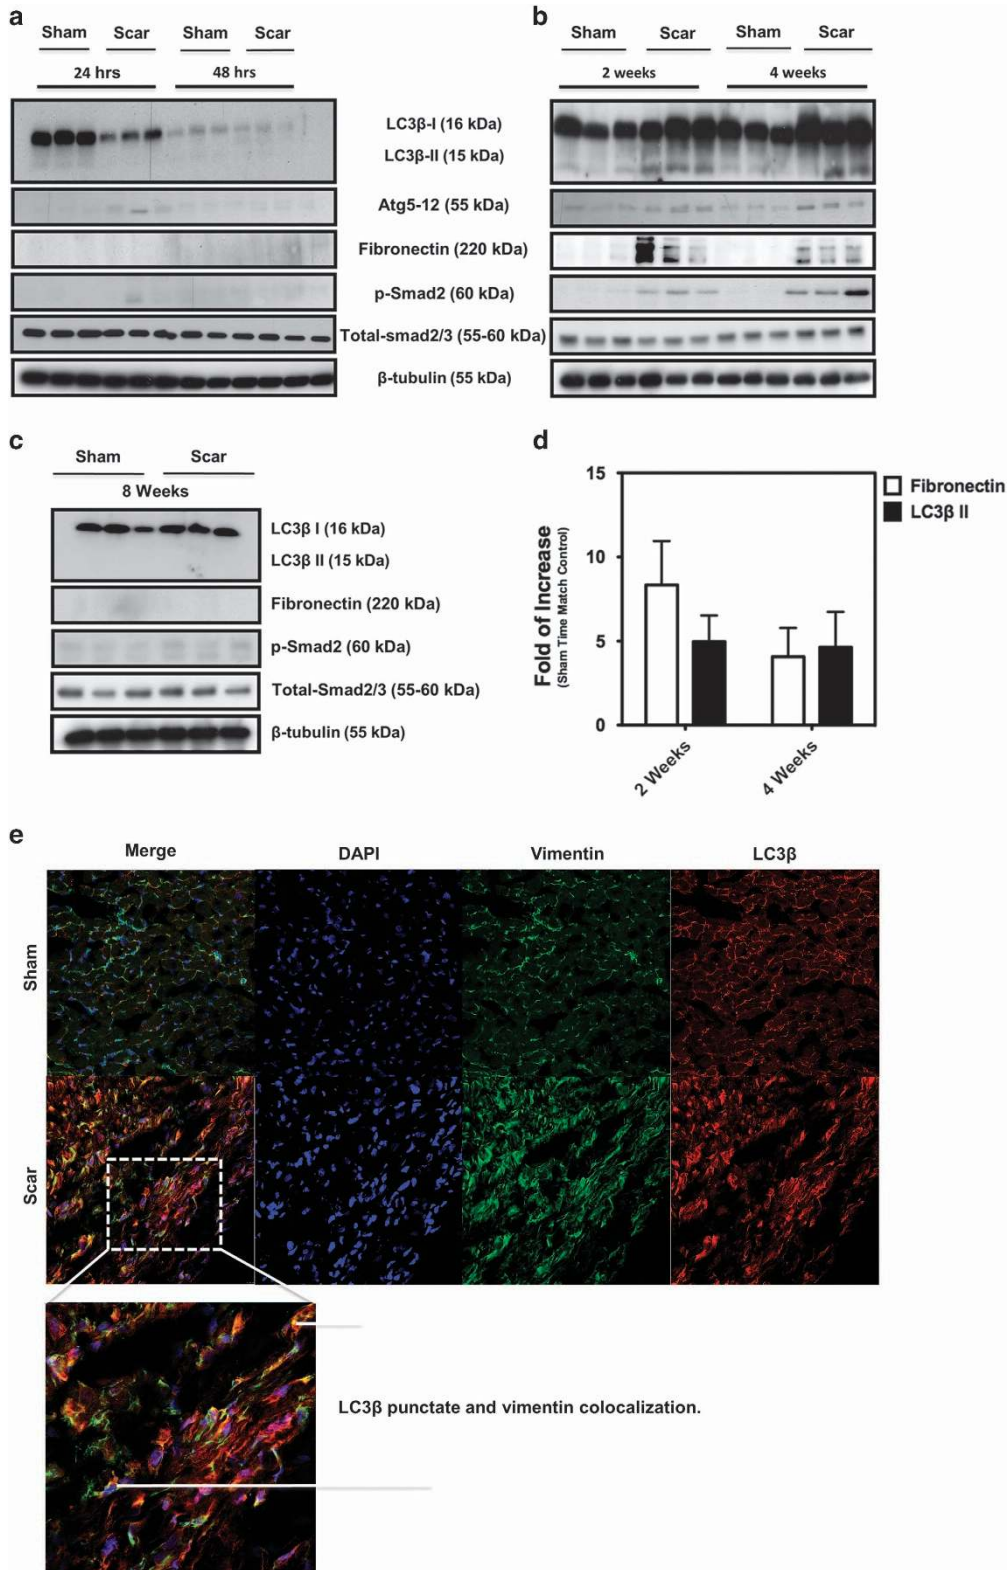 a
Sham Scar Sham Scar
24 hrs 48 hrs
b
Sham Scar Sham Scar
2 weeks 4 weeks
LC3β-I (16 kDa)
LC3β-II (15 kDa)
Atg5-12 (55 kDa)
Fibronectin (220 kDa)
p-Smad2 (60 kDa)
Total-smad2/3 (55-60 kDa)
β-tubulin (55 kDa)
c
Sham Scar
8 Weeks
LC3β I (16 kDa)
LC3β II (15 kDa)
Fibronectin (220 kDa)
p-Smad2 (60 kDa)
Total-Smad2/3 (55-60 kDa)
β-tubulin (55 kDa)
d
Fold of Increase
(Sham Time Match Control)
15
10
5
0
2 Weeks
4 Weeks
Fibronectin
LC3β II
e
Merge DAPI Vimentin LC3β
Sham
Scar
LC3β punctate and vimentin colocalization.